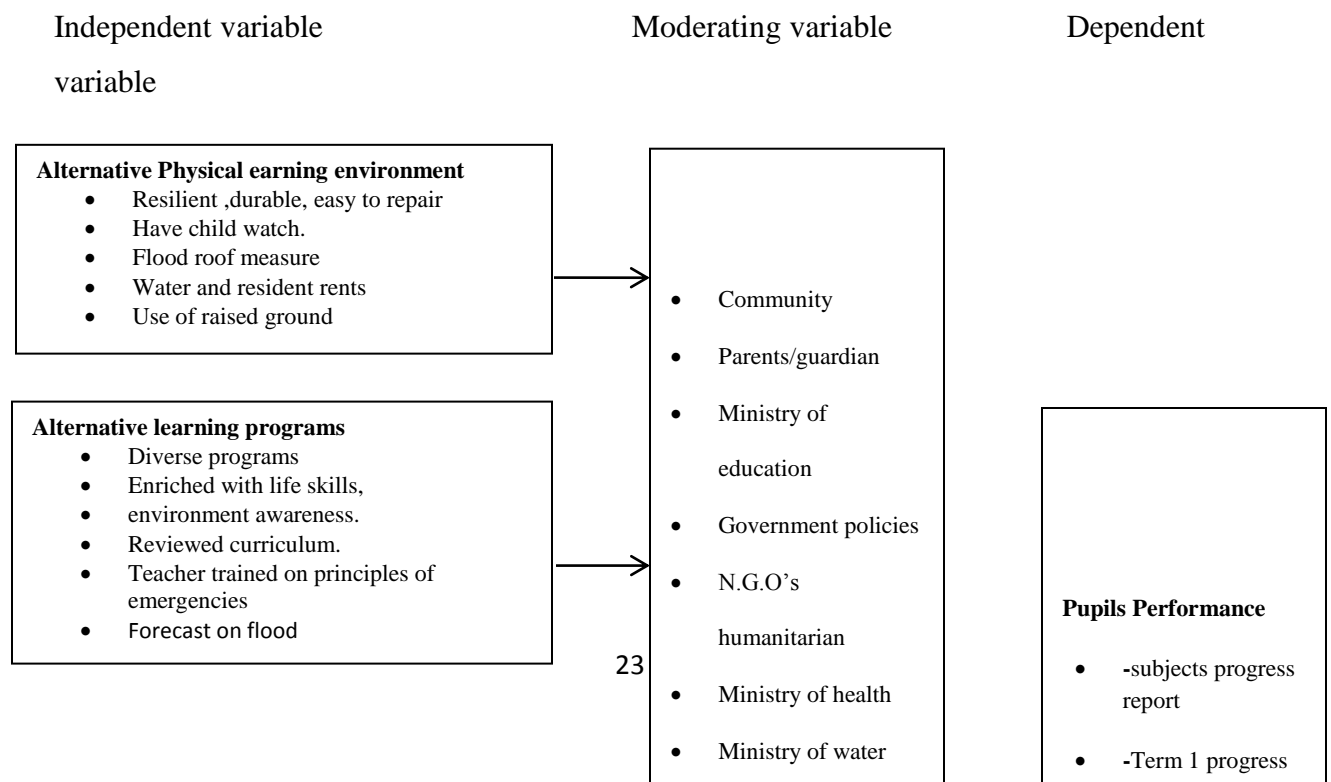 Independent variable Moderating variable Dependent
variable
Alternative Physical earning environment
• Resilient ,durable, easy to repair
• Have child watch.
• Flood roof measure
• Water and resident rents
• Use of raised ground
Alternative learning programs
• Diverse programs
• Enriched with life skills,
• environment awareness.
• Reviewed curriculum.
• Teacher trained on principles of
emergencies
• Forecast on flood
• Community
• Parents/guardian
• Ministry of
education
• Government policies
• N.G.O’s
humanitarian
• Ministry of health
• Ministry of water
Pupils Performance
• -subjects progress
report
• -Term 1 progress
23